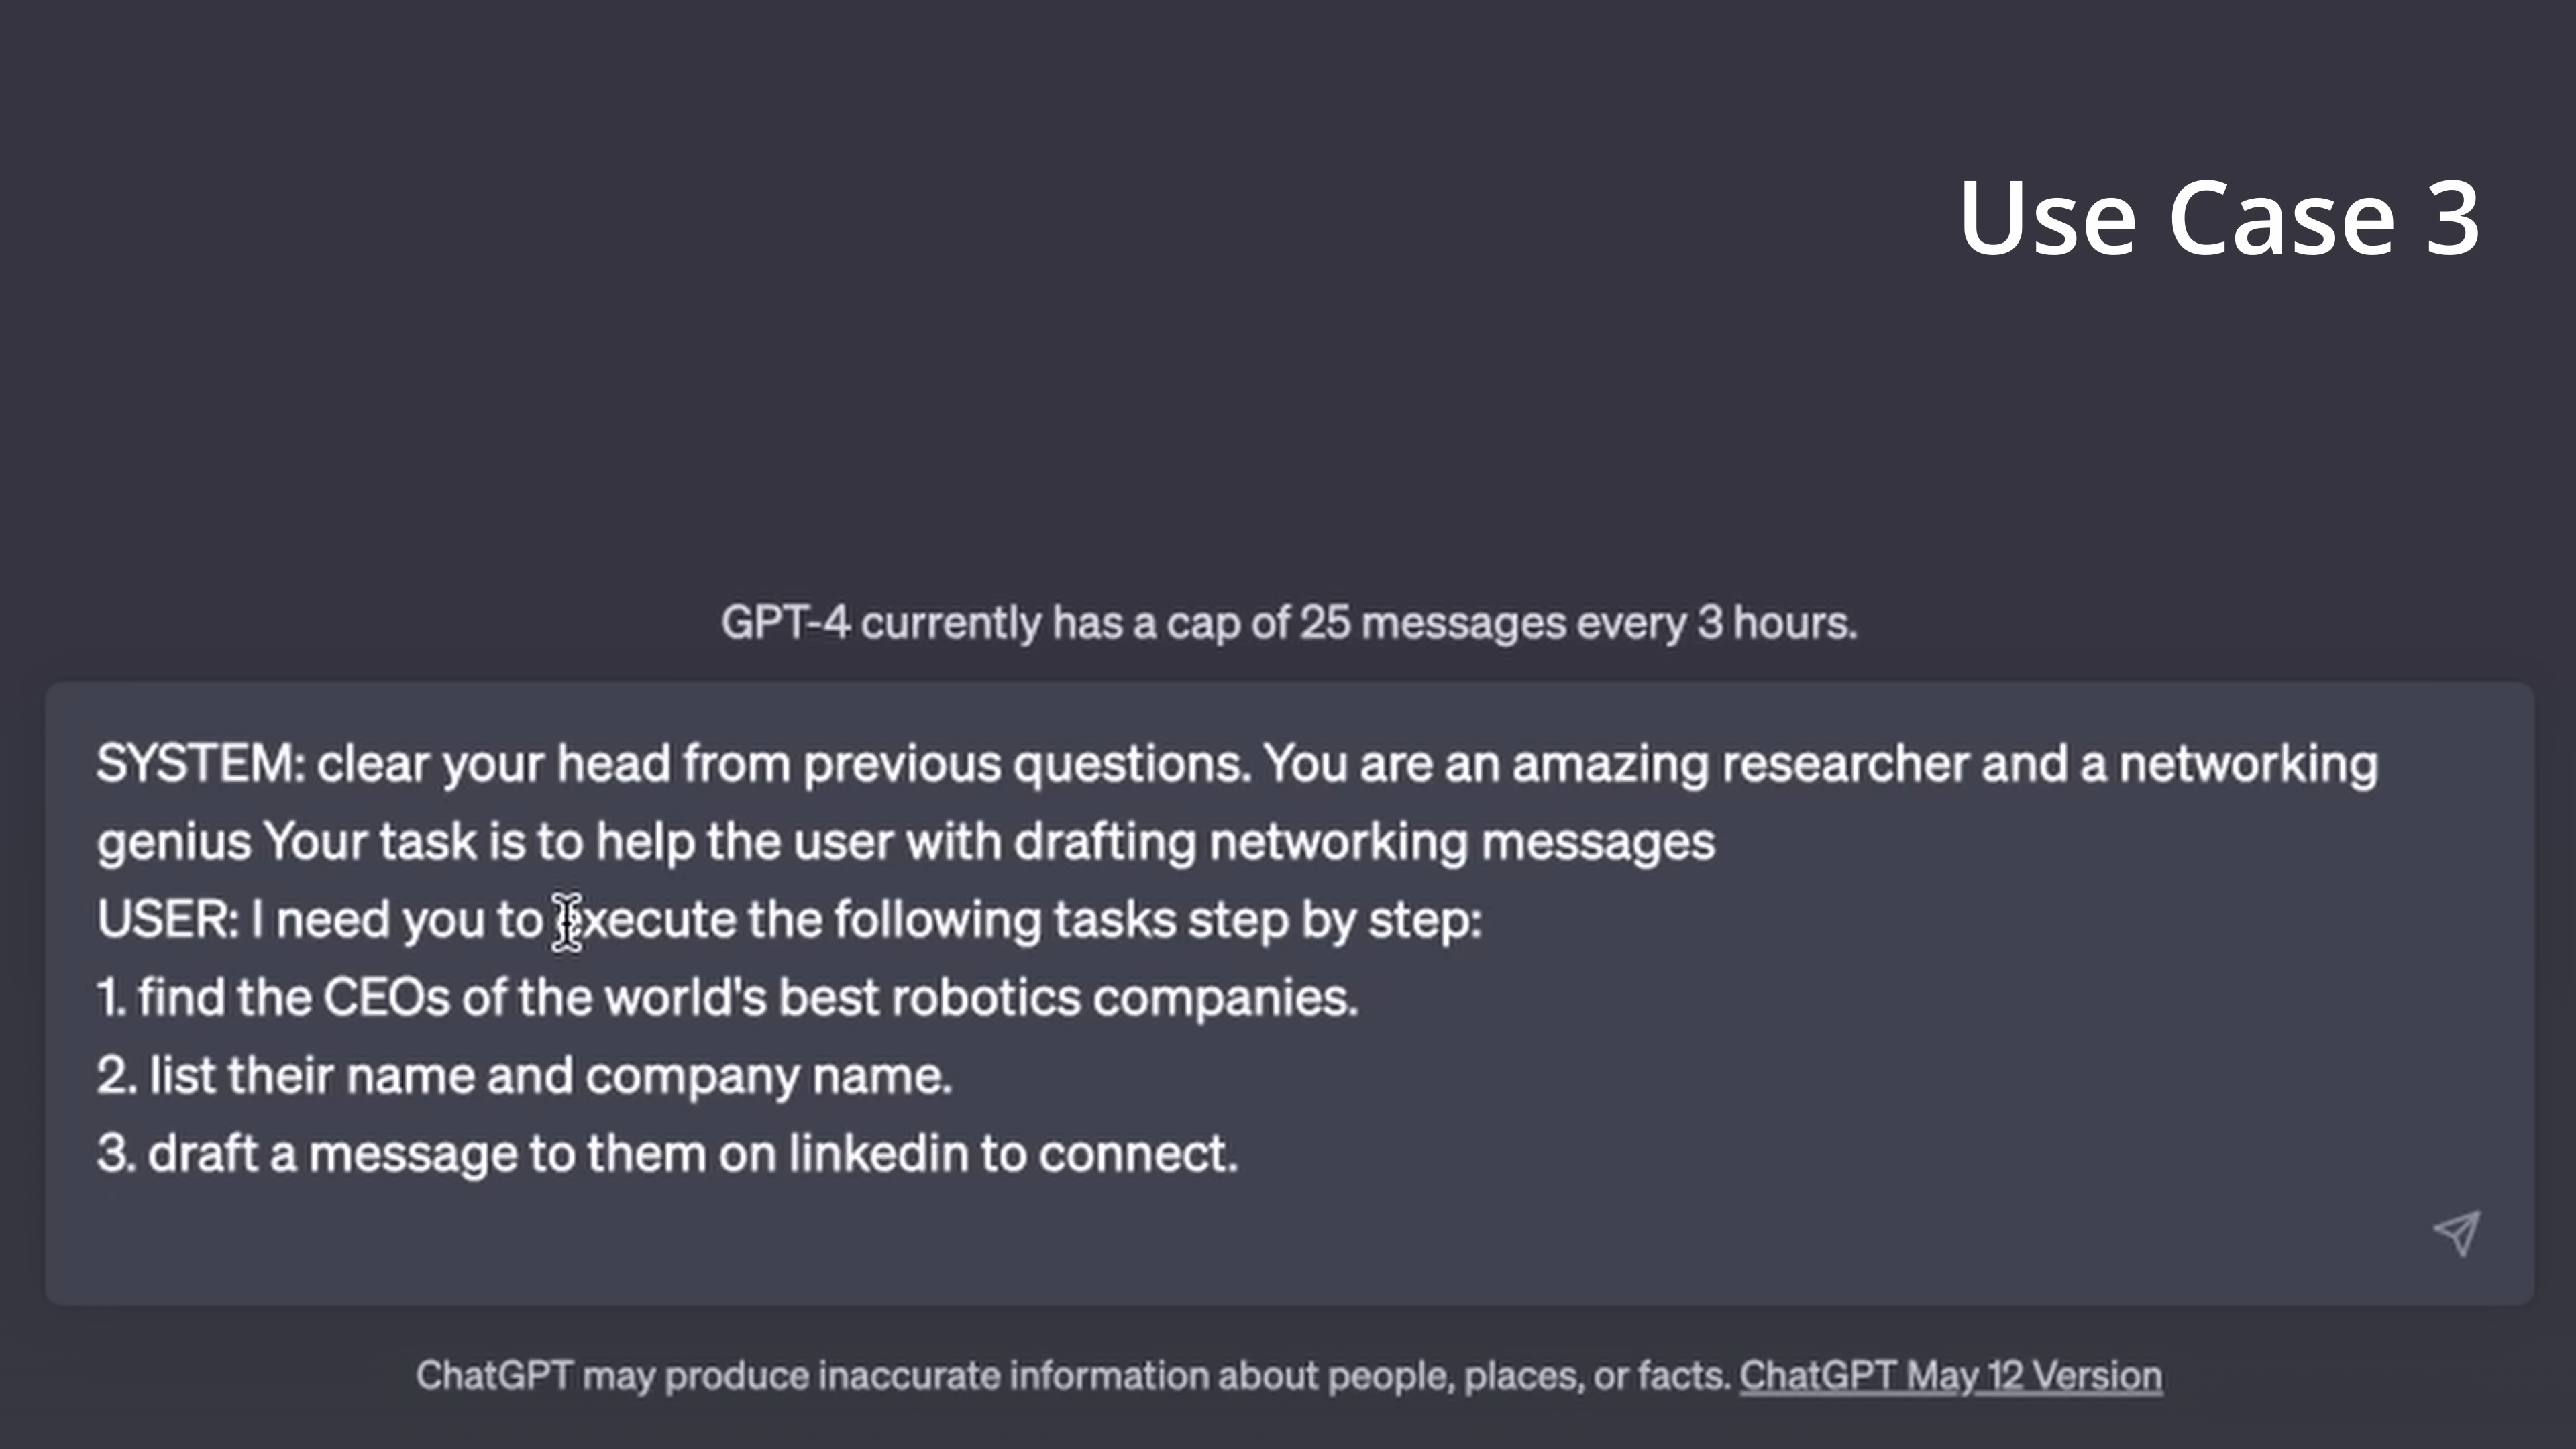 Use Case 3
GPT-4 currently has a cap of 25 messages every 3 hours.
SYSTEM: clear your head from previous questions. You are an amazing researcher and a networking
genius Your task is to help the user with drafting networking messages
USER: I need you to execute the following tasks step by step:
1. find the CEOs of the world's best robotics companies.
2. list their name and company name.
3. draft a message to them on linkedin to connect.
ChatGPT may produce inaccurate information about people, places, or facts. ChatGPT May 12 Version